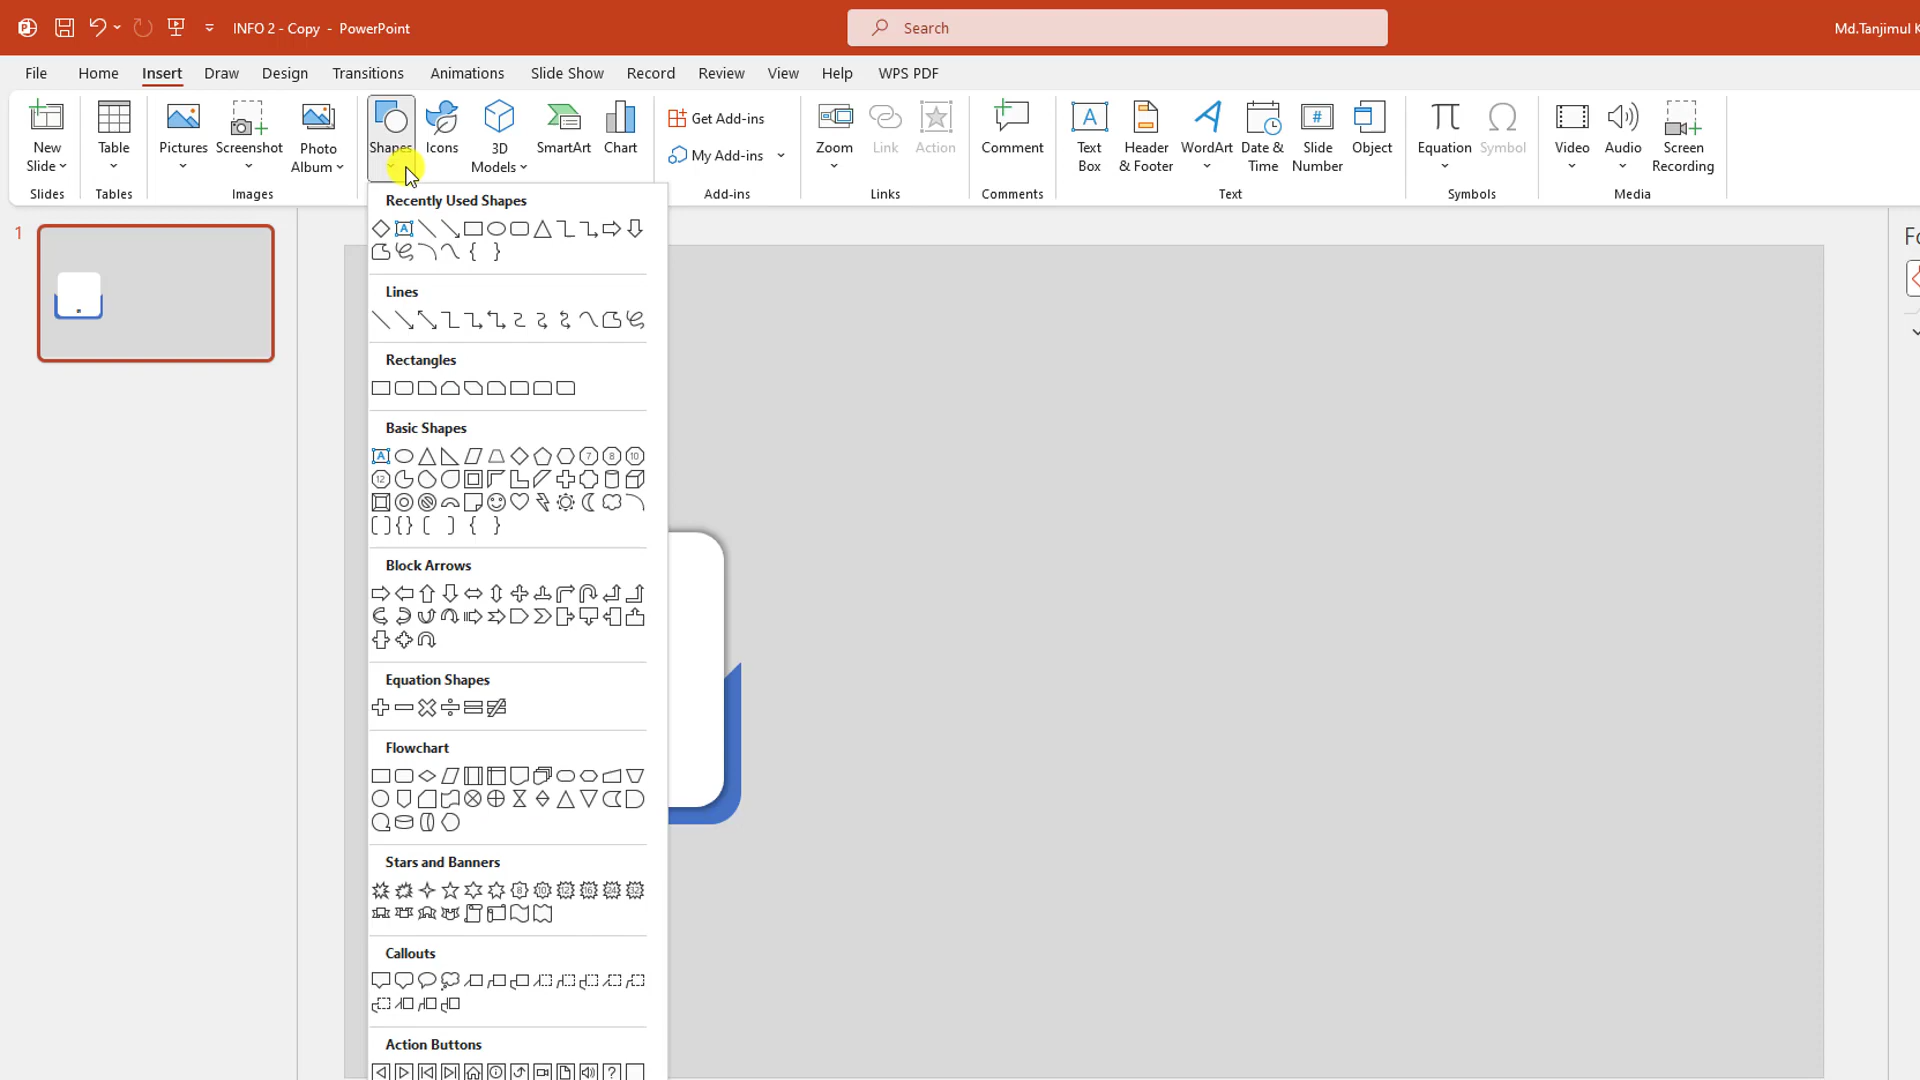 INFO 2 - Copy - PowerPoint
Search
Md.Tanjimul K
File Home Insert Draw Design Transitions Animations Slide Show Record Review View Help WPS PDF
New Slide
Table
Pictures
Screenshot
Photo Album
Shapes
Icons
3D Models
SmartArt
Chart
Get Add-ins
My Add-ins
Zoom
Link
Action
Comment
Text Box
Header & Footer
WordArt
Date & Time
Slide Number
Object
Equation
Symbol
Video
Audio
Screen Recording
Slides Tables Images Add-ins Links Comments Text Symbols Media
1
Recently Used Shapes
Lines
Rectangles
Basic Shapes
Block Arrows
Equation Shapes
Flowchart
Stars and Banners
Callouts
Action Buttons
Fo